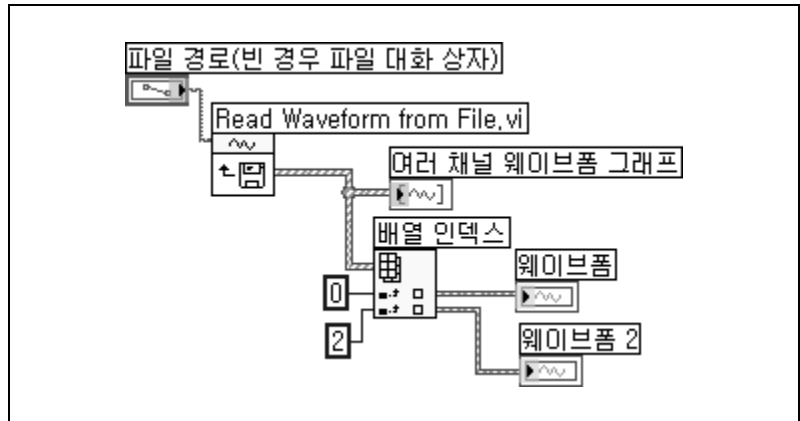 파일 경로(빈 경우 파일 대화 상자)
Read Waveform from File.vi
여러 채널 웨이브폼 그래프
배열 인덱스
웨이브폼
0
웨이브폼 2
2